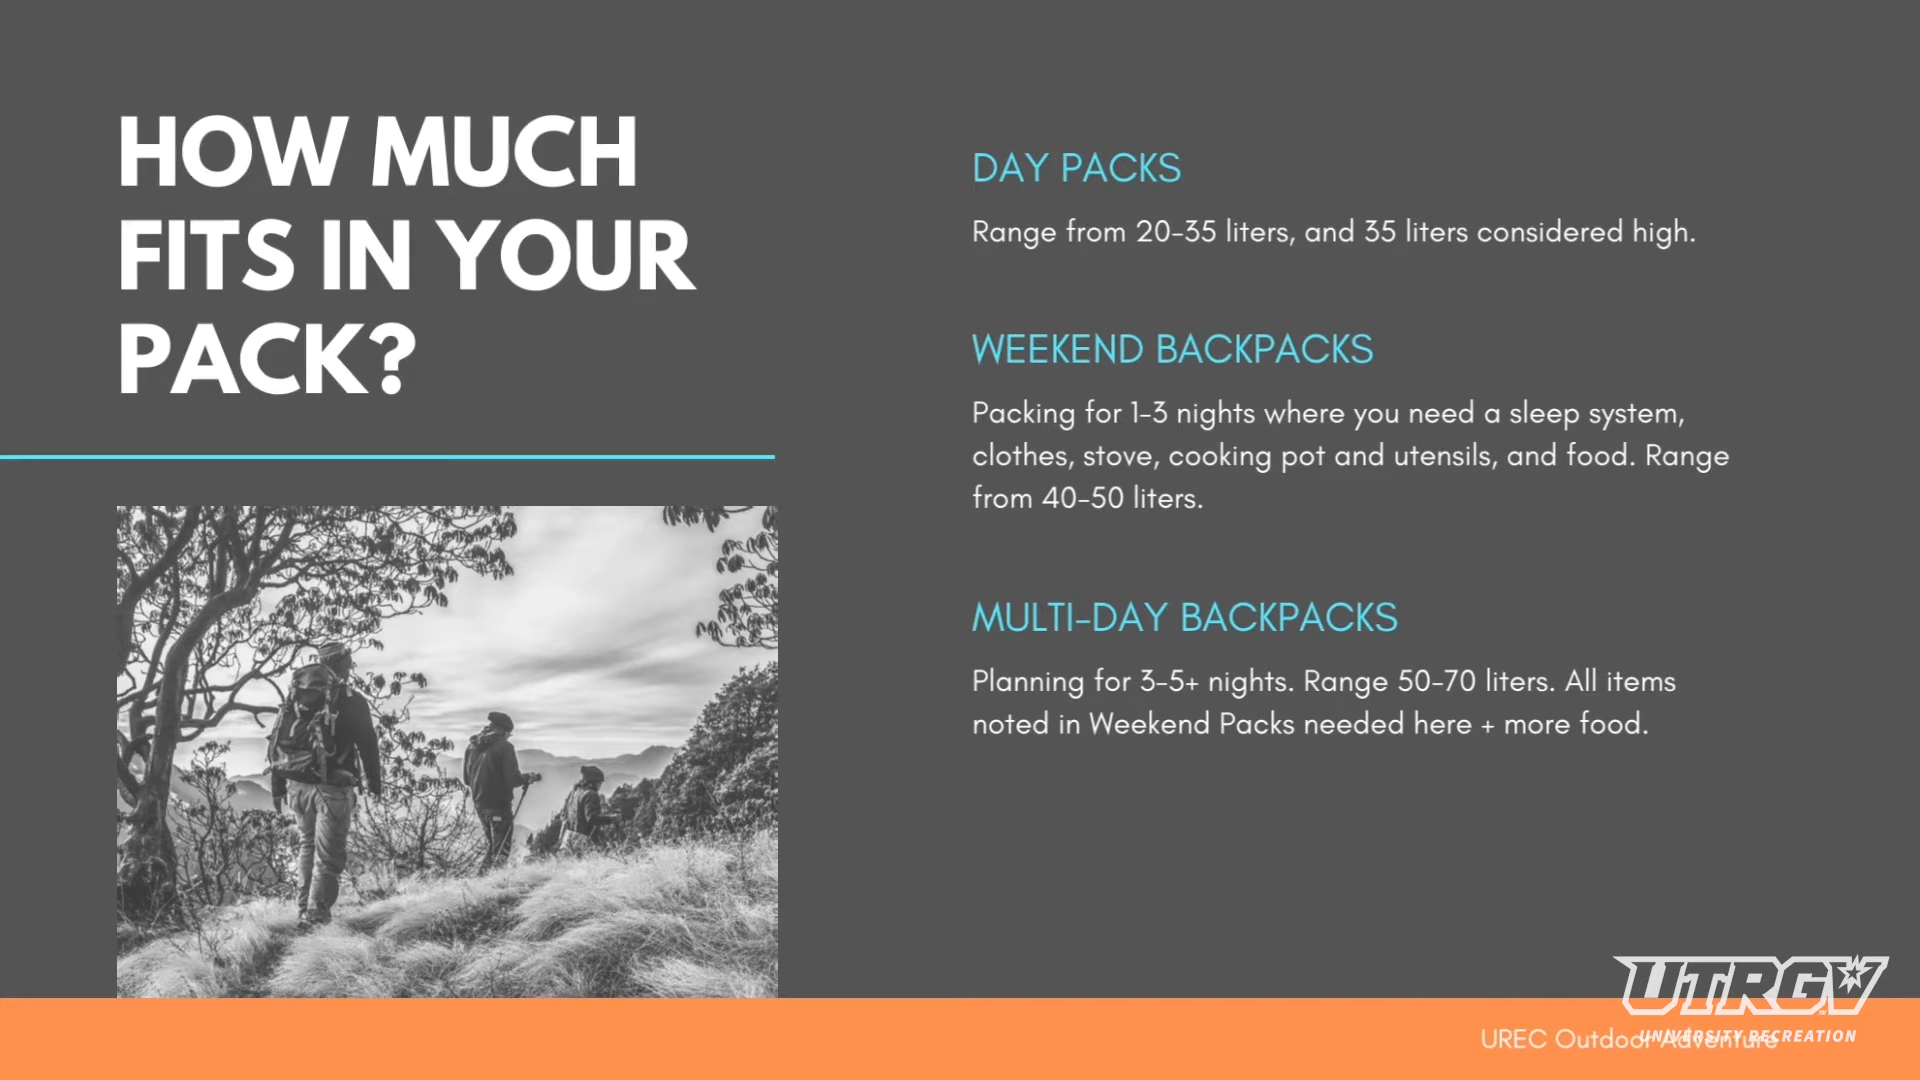 HOW MUCH
FITS IN YOUR
PACK?
DAY PACKS
Range from 20-35 liters, and 35 liters considered high.
WEEKEND BACKPACKS
Packing for 1-3 nights where you need a sleep system,
clothes, stove, cooking pot and utensils, and food. Range
from 40-50 liters.
MULTI-DAY BACKPACKS
Planning for 3-5+ nights. Range 50-70 liters. All items
noted in Weekend Packs needed here + more food.
UTRGV
UNIVERSITY RECREATION
UREC Outdoor Adventure